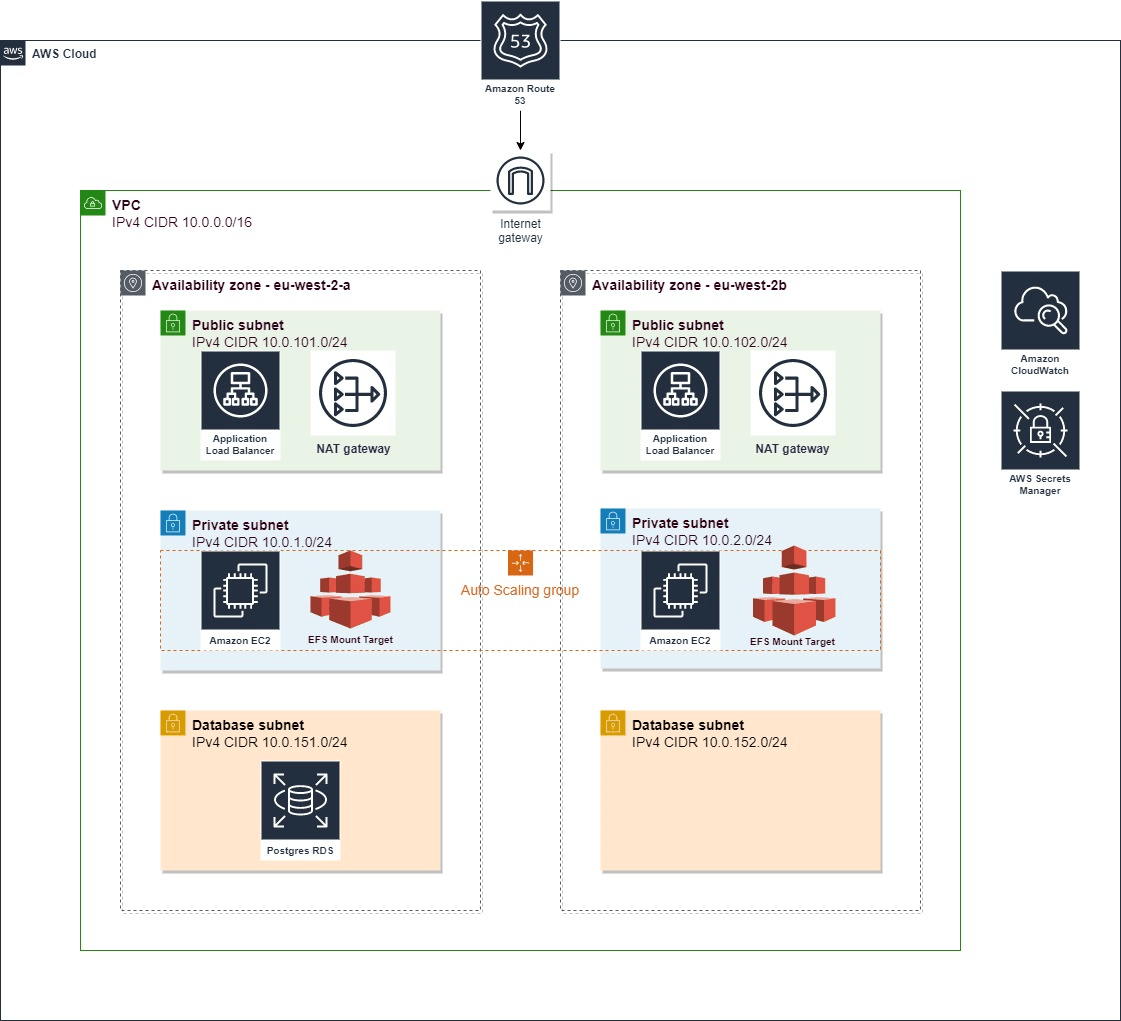 53
Amazon Route
53
aws
AWS Cloud
Internet
gateway
VPC
IPv4 CIDR 10.0.0.0/16
Availability zone - eu-west-2-a
Public subnet
IPv4 CIDR 10.0.101.0/24
Application
Load Balancer
NAT gateway
Private subnet
IPv4 CIDR 10.0.1.0/24
Amazon EC2
EFS Mount Target
Database subnet
IPv4 CIDR 10.0.151.0/24
Postgres RDS
Auto Scaling group
Availability zone - eu-west-2b
Public subnet
IPv4 CIDR 10.0.102.0/24
Application
Load Balancer
NAT gateway
Private subnet
IPv4 CIDR 10.0.2.0/24
Amazon EC2
EFS Mount Target
Database subnet
IPv4 CIDR 10.0.152.0/24
Amazon
CloudWatch
AWS Secrets
Manager